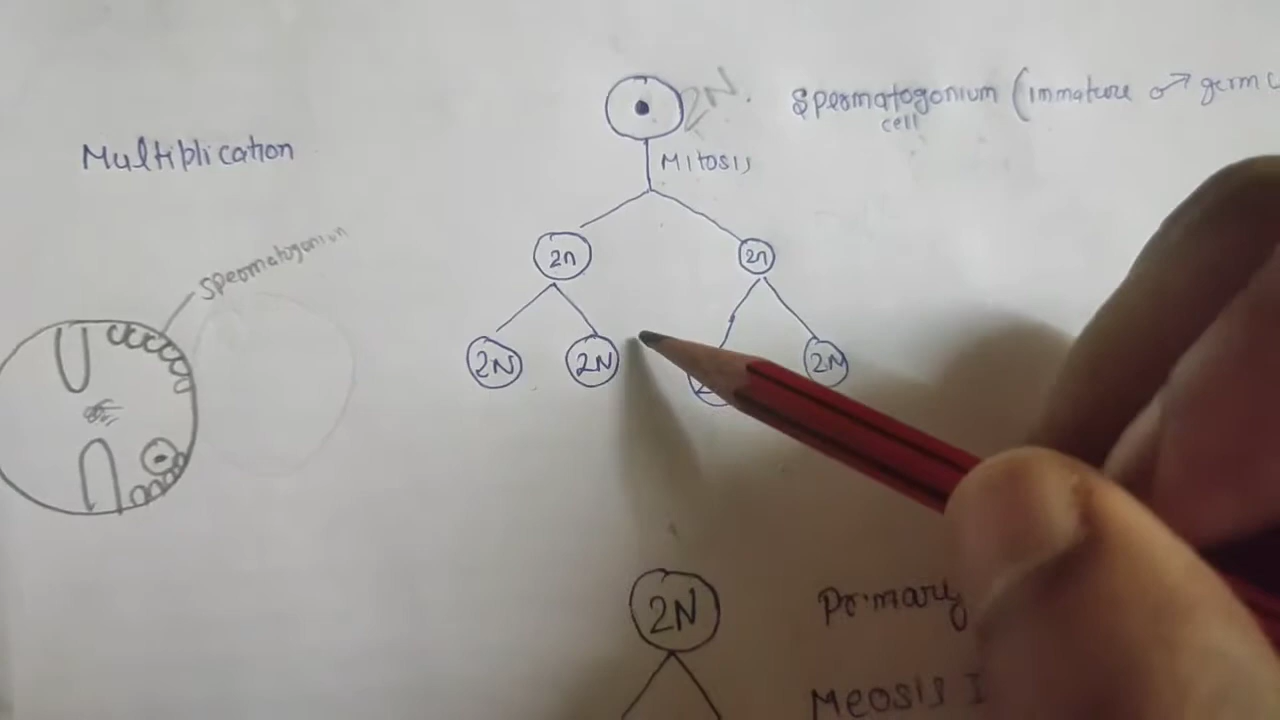 2N.
Spermatogonium (immature ♂ germ
cell
Multiplication
Mitosis
Spermatogonium
2n 2n
2N 2N 2N
2N
Primary
Meosis I